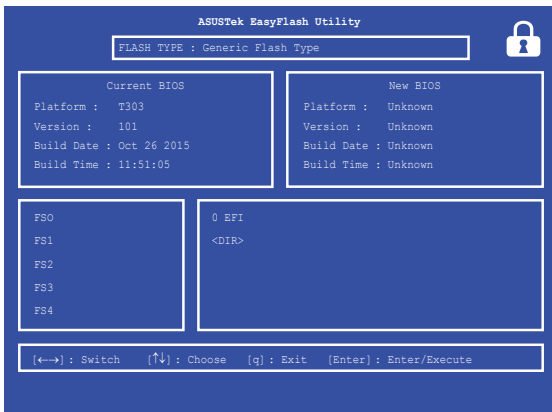 ASUSTek EasyFlash Utility
FLASH TYPE : Generic Flash Type
Current BIOS
Platform : T303
Version : 101
Build Date : Oct 26 2015
Build Time : 11:51:05
New BIOS
Platform : Unknown
Version : Unknown
Build Date : Unknown
Build Time : Unknown
FSO
FS1
FS2
FS3
FS4
0 EFI
<DIR>
[←→] : Switch [↑↓] : Choose [q] : Exit [Enter] : Enter/Execute